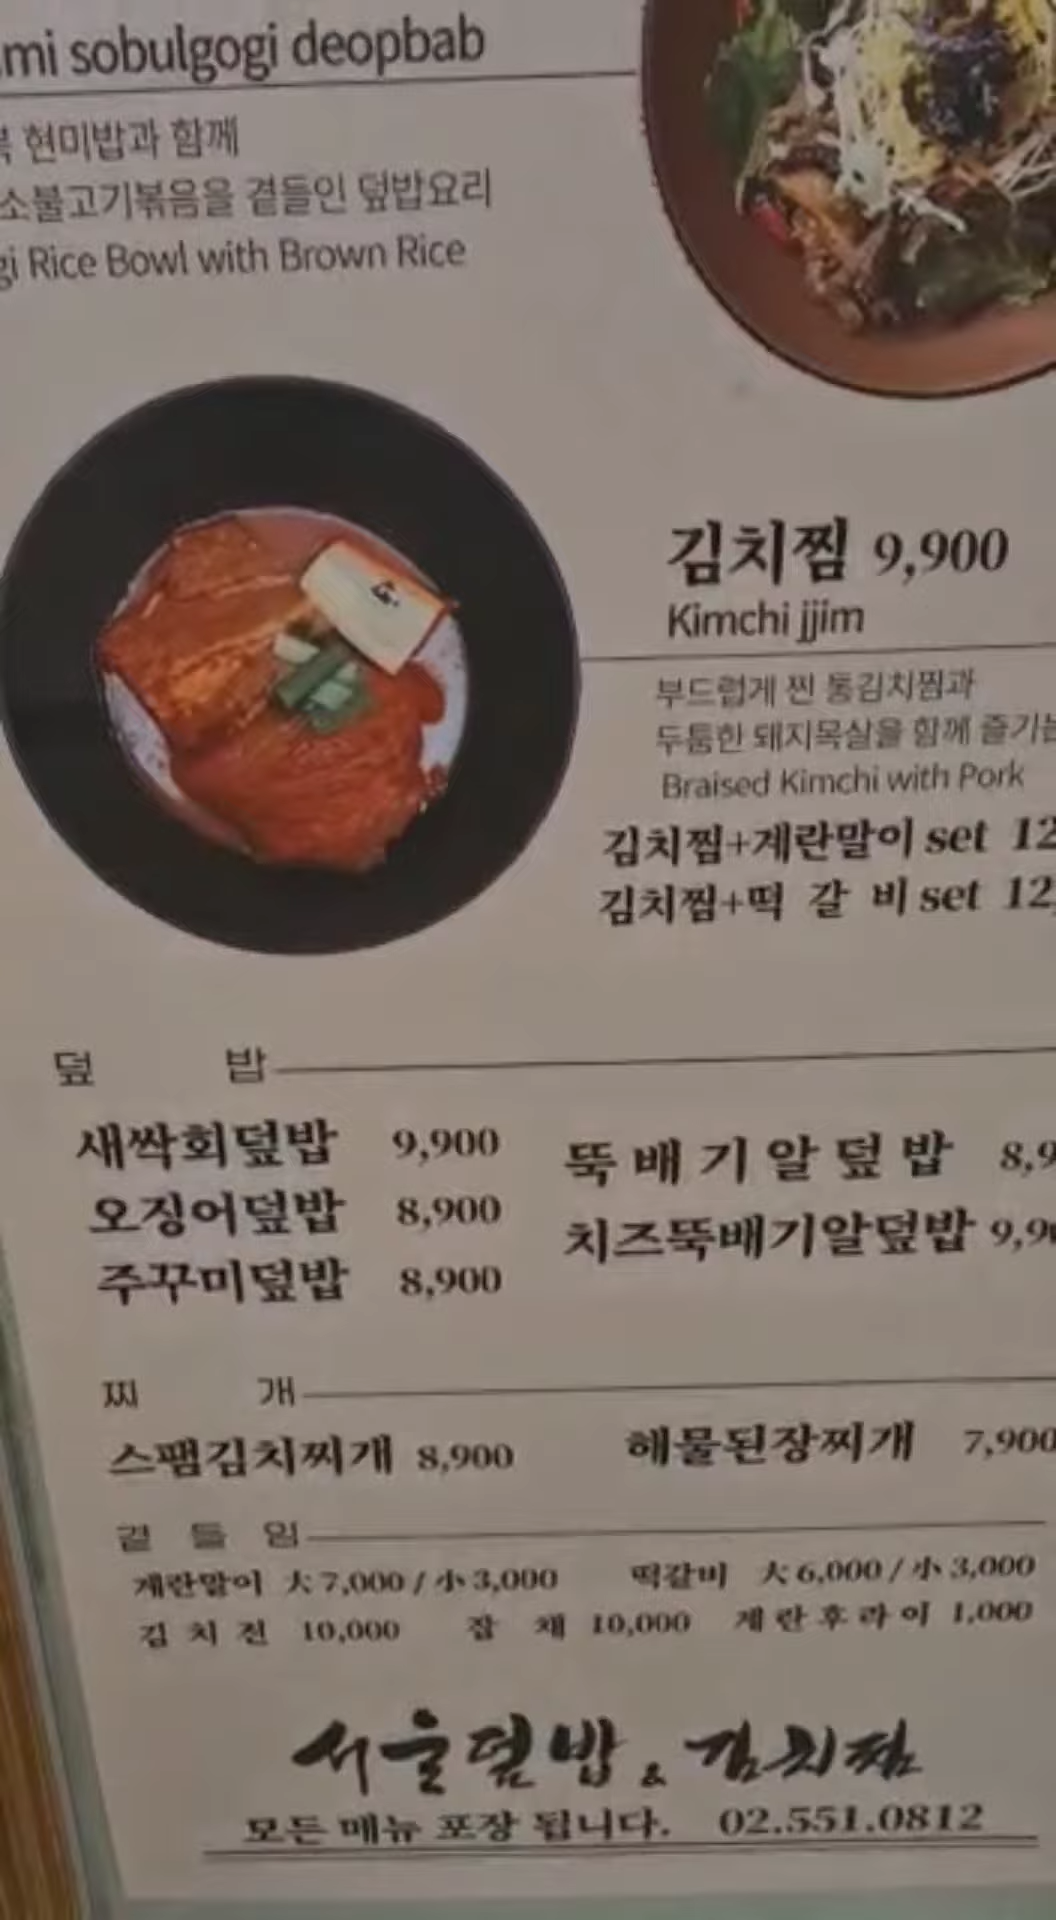 mi sobulgogi deopbab
현미밥과 함께
소불고기볶음을 곁들인 덮밥요리
gi Rice Bowl with Brown Rice
김치찜 9,900
Kimchi jjim
부드럽게 찐 통김치찜과
두툼한 돼지목살을 함께 즐기는
Braised Kimchi with Pork
김치찜+계란말이 set 12
김치찜+떡 갈 비 set 12,
덮 밥
새싹회덮밥 9,900 뚝 배 기 알 덮 밥 8,9
오징어덮밥 8,900 치즈뚝배기알덮밥 9,9
주꾸미덮밥 8,900
찌 개
스팸김치찌개 8,900 해물된장찌개 7,900
곁 들 임
계란말이 大 7,000 / 小 3,000 떡갈비 大 6,000 / 小 3,000
김 치 전 10,000 잡 채 10,000 계 란 후 라 이 1,000
서울덮밥 & 김치찜
모든 메뉴 포장 됩니다. 02.551.0812